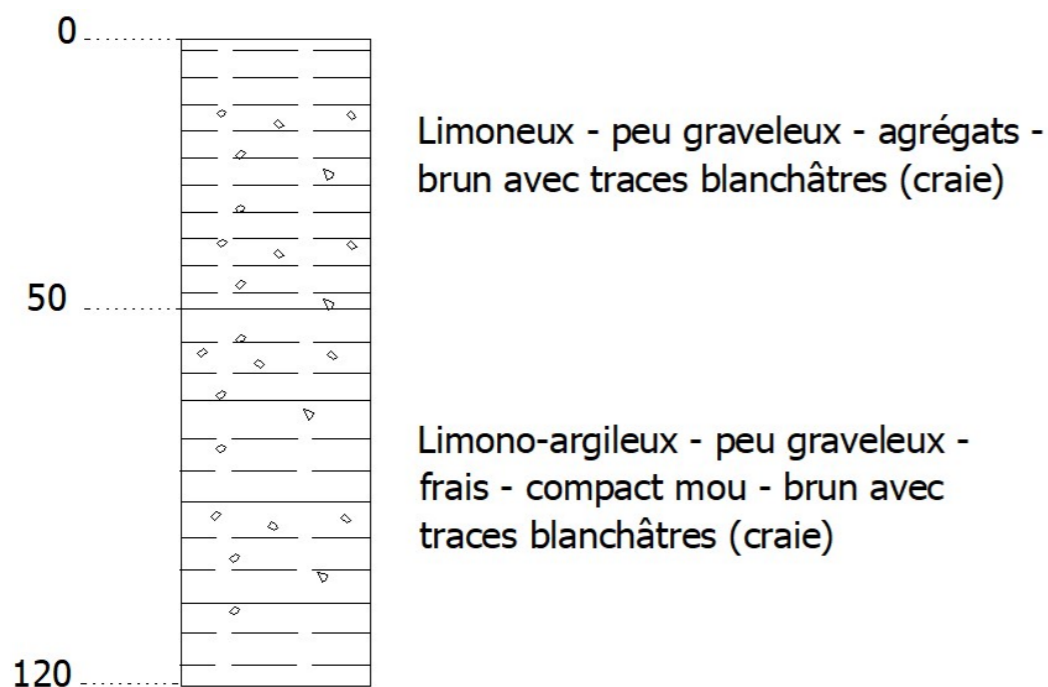 0
Limoneux - peu graveleux - agrégats -
brun avec traces blanchâtres (craie)
50
Limono-argileux - peu graveleux -
frais - compact mou - brun avec
traces blanchâtres (craie)
120